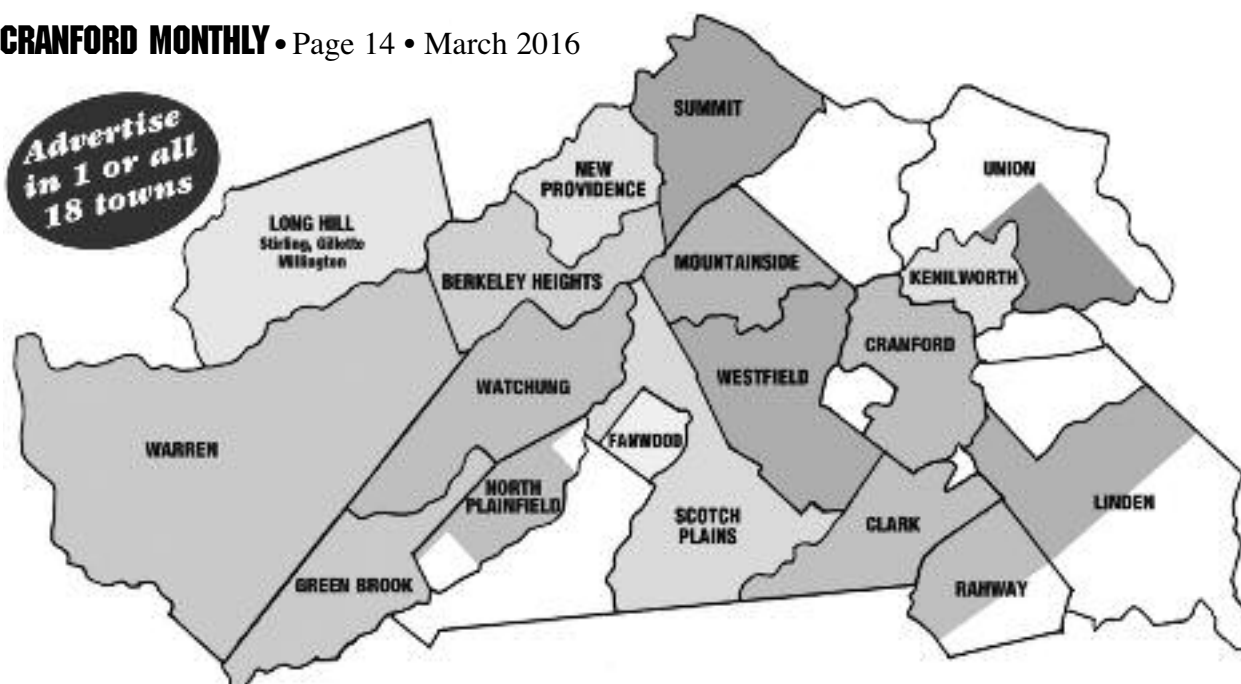 CRANFORD MONTHLY • Page 14 • March 2016
Advertise
in 1 or all
18 towns
SUMMIT
NEW
PROVIDENCE
UNION
LONG HILL
Stirling, Gillette
Millington
MOUNTAINSIDE
KENILWORTH
BERKELEY HEIGHTS
CRANFORD
WATCHUNG
WESTFIELD
WARREN
FANWOOD
NORTH
PLAINFIELD
SCOTCH
PLAINS
LINDEN
CLARK
GREEN BROOK
RAHWAY